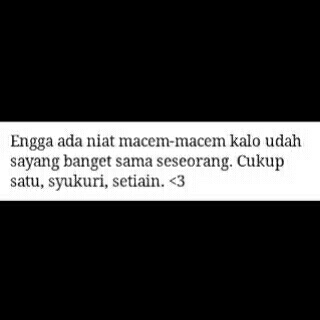 Engga ada niat macem-macem kalo udah
sayang banget sama seseorang. Cukup
satu, syukuri, setiain. <3